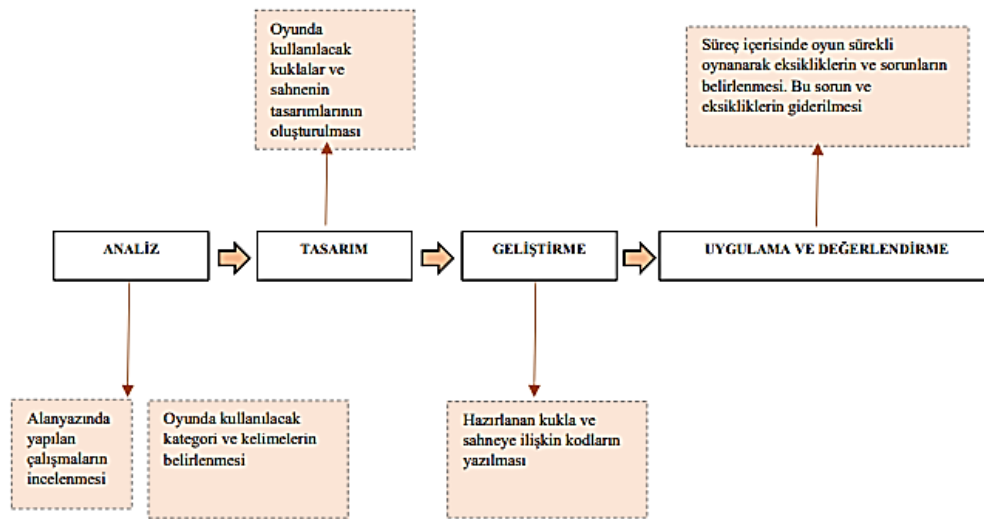 Oyunda
kullanılacak
kuklalar ve
sahnenin
tasarımlarının
oluşturulması
Süreç içerisinde oyun sürekli
oynanarak eksikliklerin ve sorunların
belirlenmesi. Bu sorun ve
eksikliklerin giderilmesi
ANALİZ
TASARIM
GELİŞTİRME
UYGULAMA VE DEĞERLENDİRME
Alanyazında
yapılan
çalışmaların
incelenmesi
Oyunda kullanılacak
kategori ve kelimelerin
belirlenmesi
Hazırlanan kukla ve
sahneye ilişkin kodların
yazılması